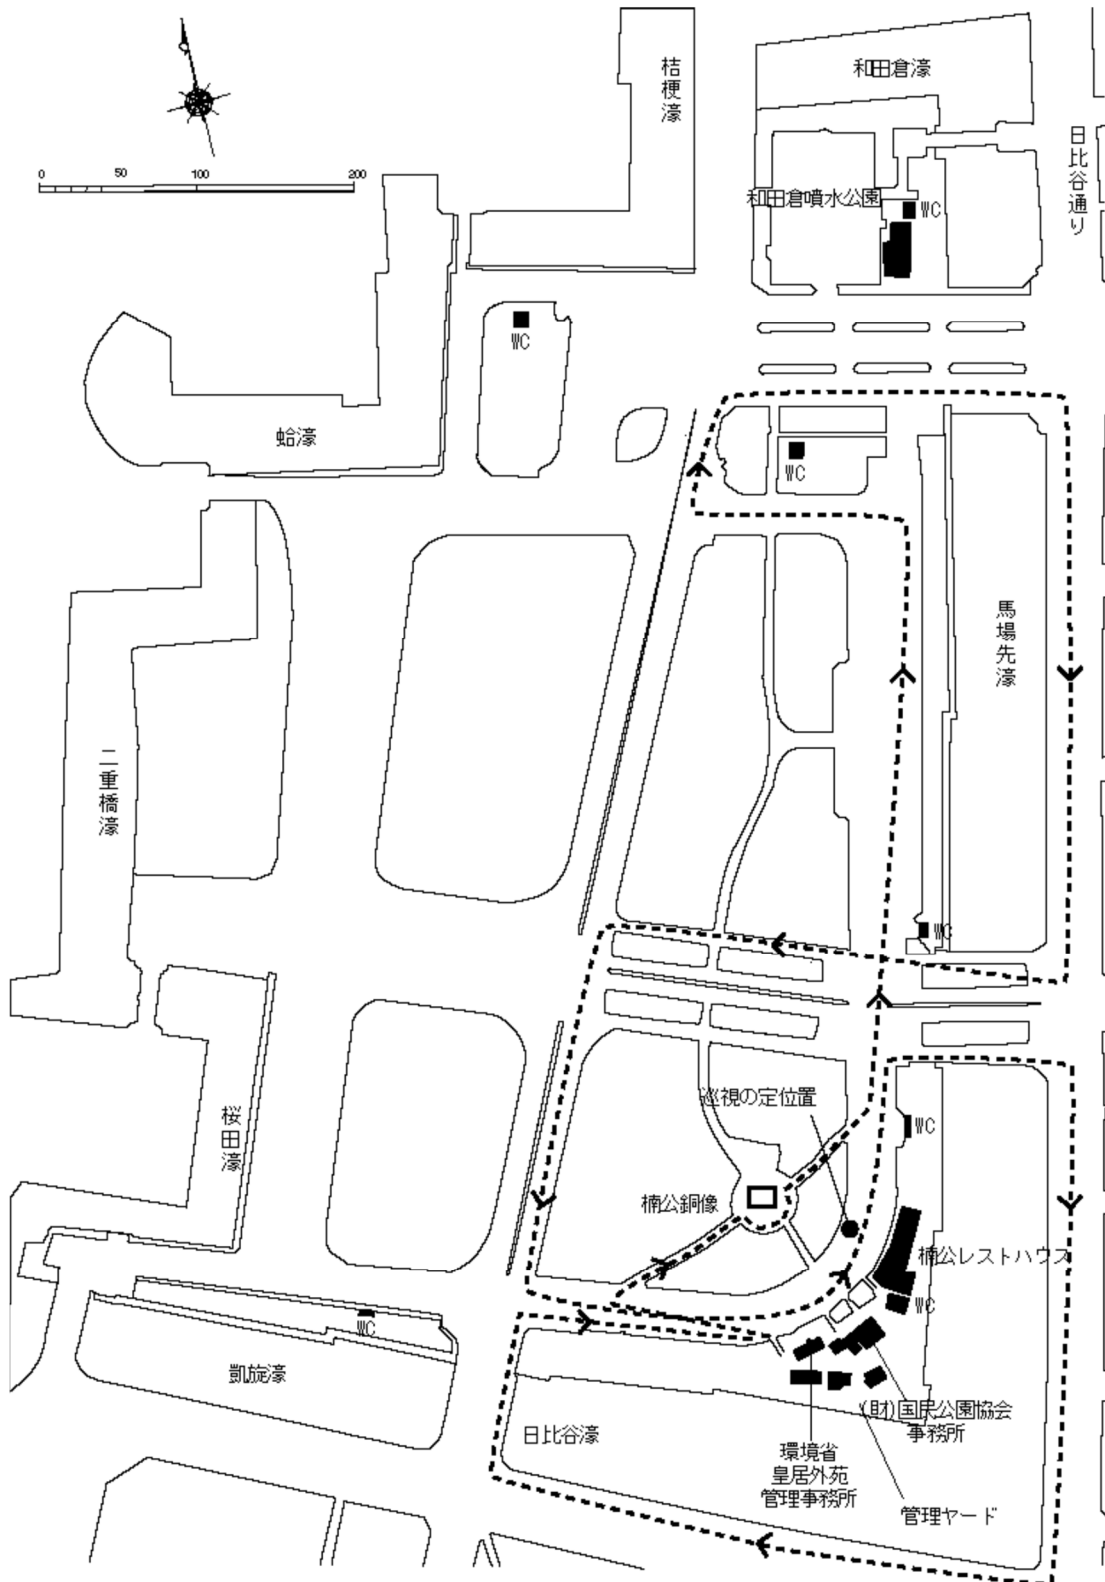 桔梗濠
和田倉濠
日比谷通り
0 50 100 200
和田倉噴水公園
WC
WC
蛤濠
WC
馬場先濠
二重橋濠
WC
巡視の定位置
桜田濠
WC
楠公銅像
楠公レストハウス
WC
WC
凱旋濠
日比谷濠
(財)国民公園協会
事務所
環境省
皇居外苑
管理事務所
管理ヤード